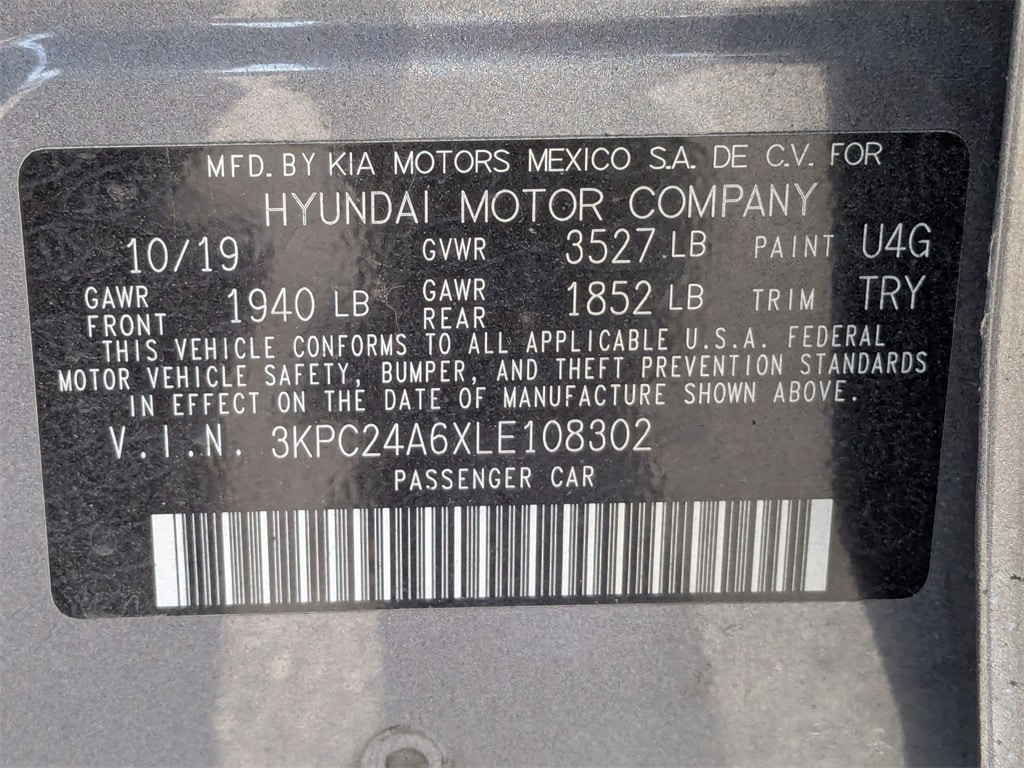 MFD. BY KIA MOTORS MEXICO S.A. DE C.V. FOR
HYUNDAI MOTOR COMPANY
10/19 GVWR 3527 LB PAINT U4G
GAWR FRONT 1940 LB GAWR REAR 1852 LB TRIM TRY
THIS VEHICLE CONFORMS TO ALL APPLICABLE U.S.A. FEDERAL
MOTOR VEHICLE SAFETY, BUMPER, AND THEFT PREVENTION STANDARDS
IN EFFECT ON THE DATE OF MANUFACTURE SHOWN ABOVE.
V.I.N. 3KPC24A6XLE108302
PASSENGER CAR